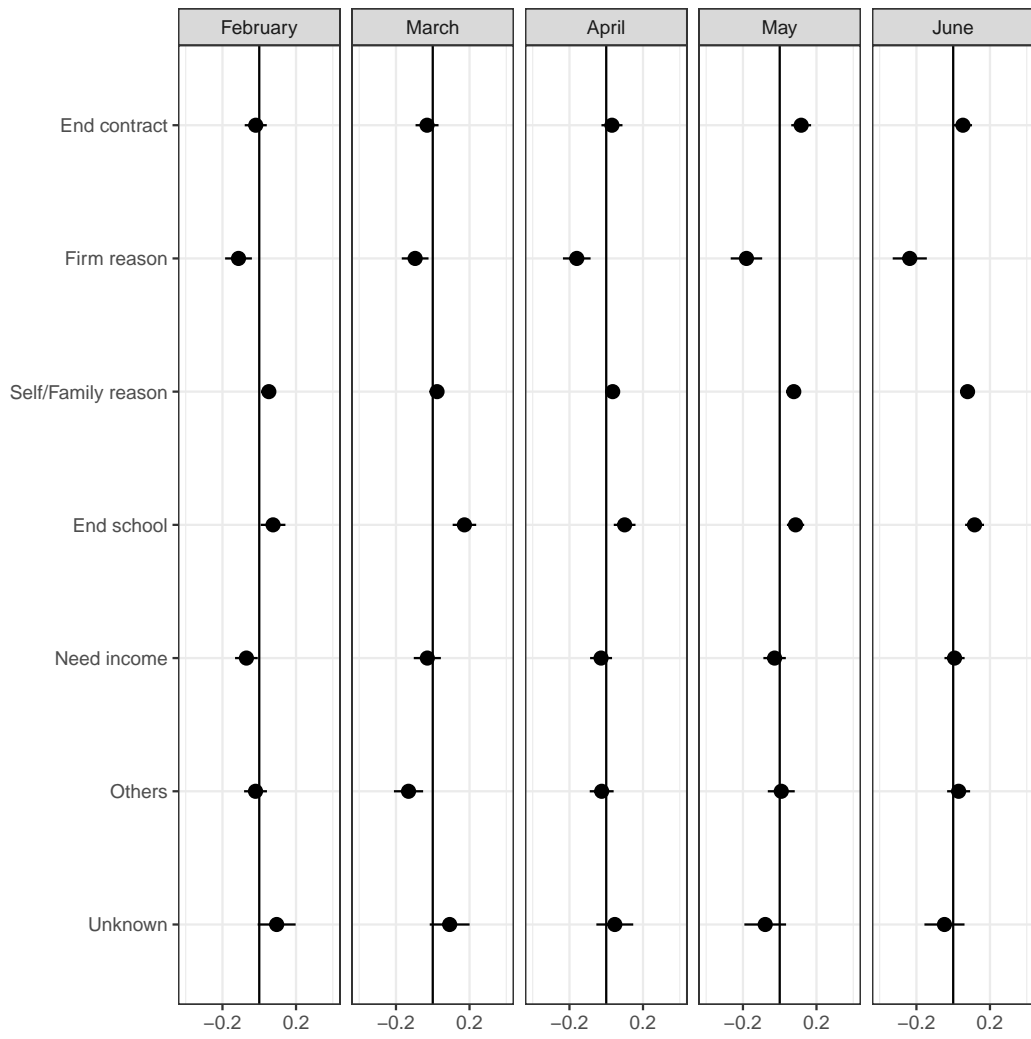 February March April May June
End contract
Firm reason
Self/Family reason
End school
Need income
Others
Unknown
−0.2 0.2 −0.2 0.2 −0.2 0.2 −0.2 0.2 −0.2 0.2